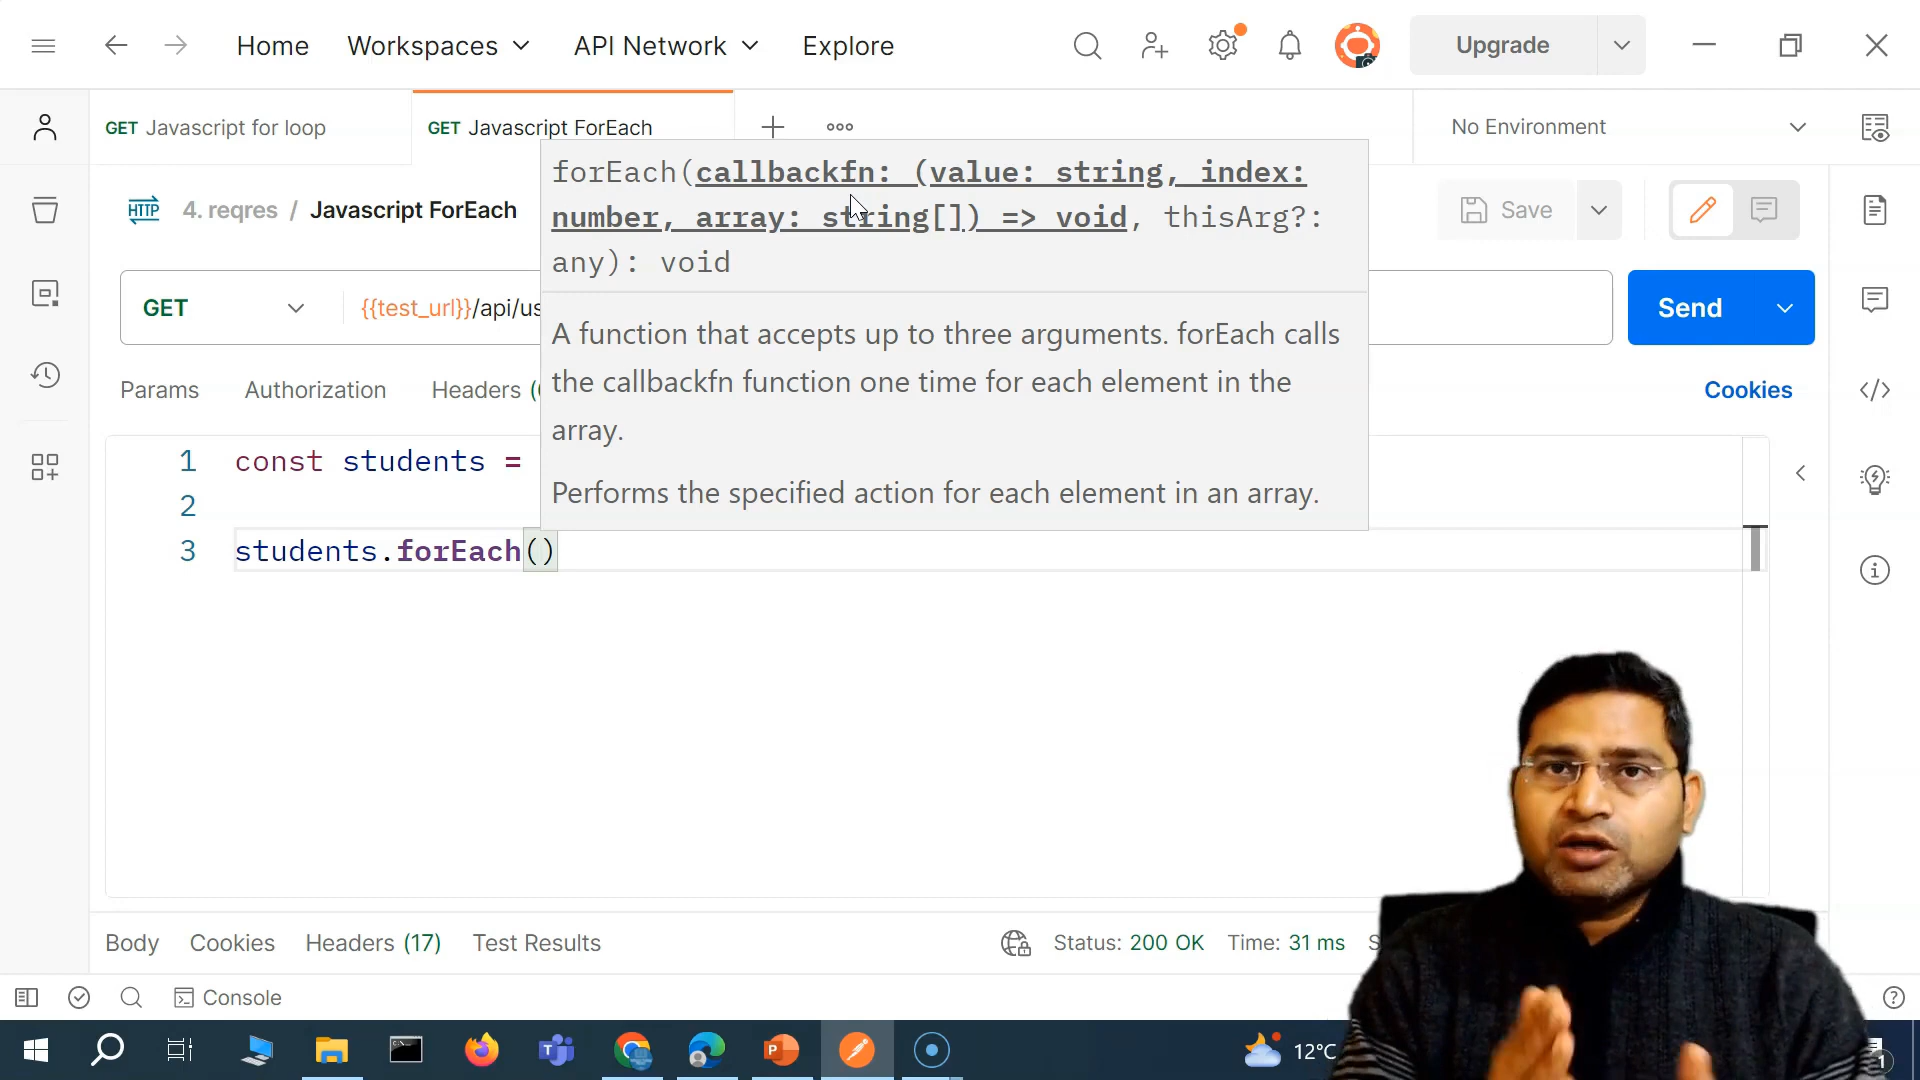 Home Workspaces API Network Explore Upgrade
GET Javascript for loop GET Javascript ForEach No Environment
HTTP 4. reqres / Javascript ForEach Save
forEach(callbackfn: (value: string, index:
number, array: string[]) => void, thisArg?:
any): void
GET {{test_url}}/api/us Send
A function that accepts up to three arguments. forEach calls
the callbackfn function one time for each element in the
array.
Performs the specified action for each element in an array.
Params Authorization Headers ( Cookies
1 const students =
2
3 students.forEach()
Body Cookies Headers (17) Test Results Status: 200 OK Time: 31 ms S
Console
12°C
1